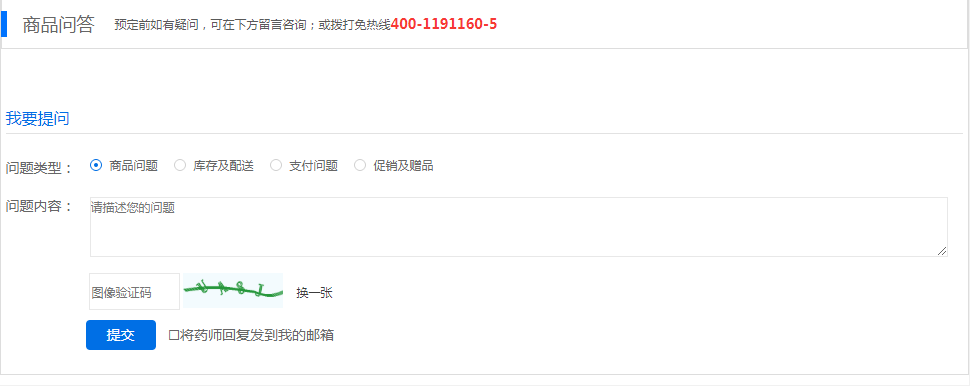 商品问答 预定前如有疑问，可在下方留言咨询；或拨打免热线400-1191160-5
我要提问
问题类型： 商品问题 库存及配送 支付问题 促销及赠品
问题内容： 请描述您的问题
图像验证码 换一张
提交 将药师回复发到我的邮箱